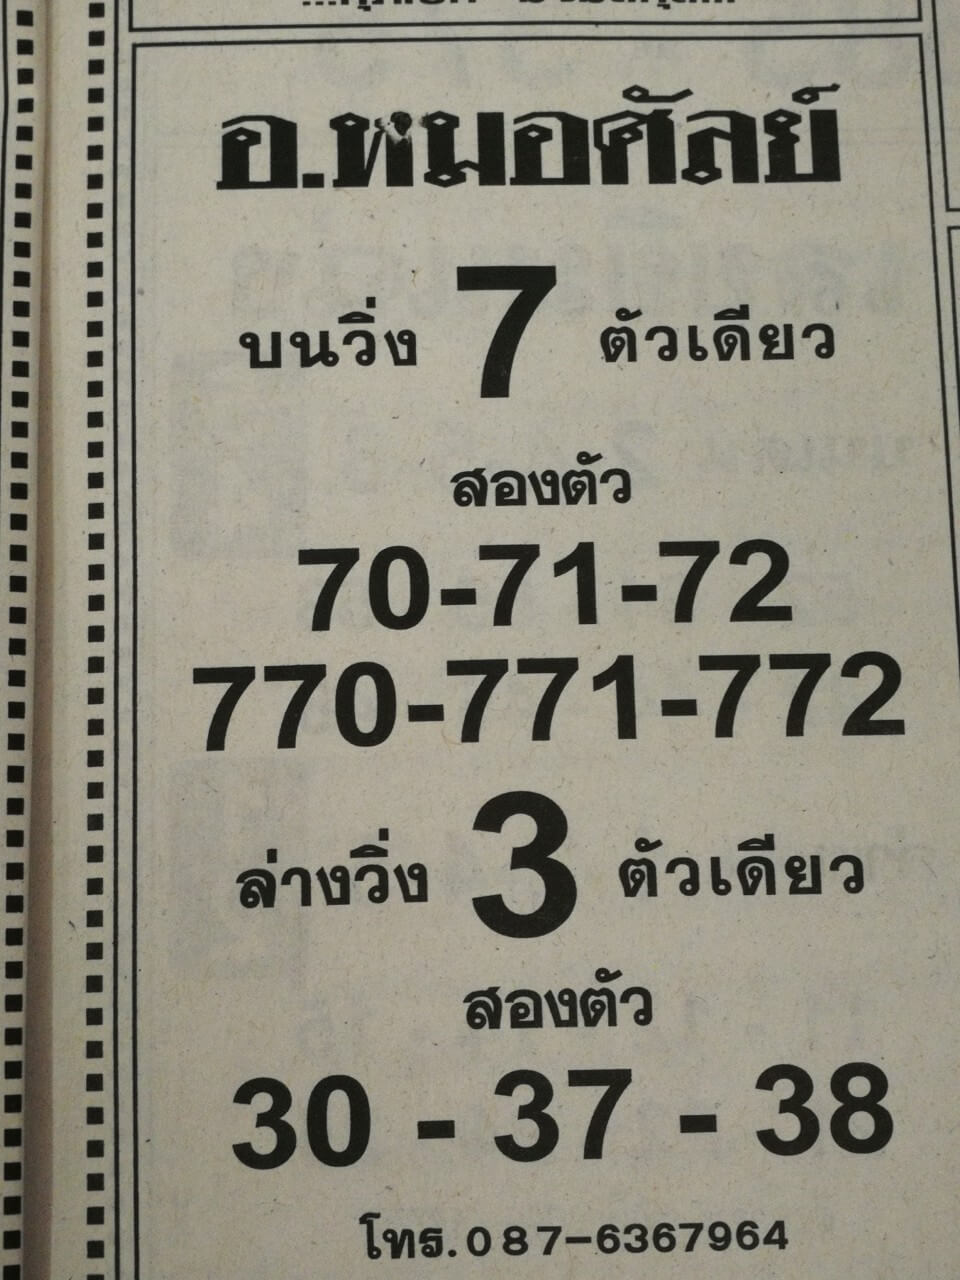 อ.หมอศัลย์
บนวิ่ง 7 ตัวเดียว
สองตัว
70-71-72
770-771-772
ล่างวิ่ง 3 ตัวเดียว
สองตัว
30 - 37 - 38
โทร.087-6367964